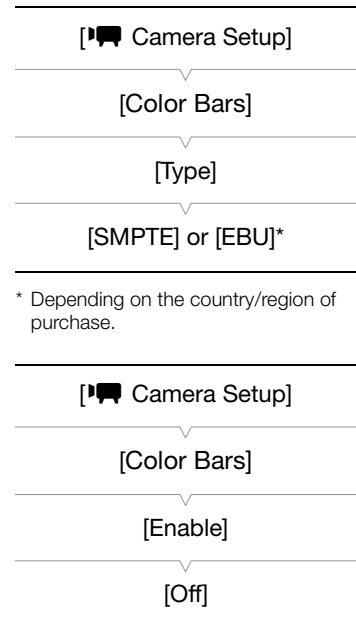 [ Camera Setup]
[Color Bars]
[Type]
[SMPTE] or [EBU]*
* Depending on the country/region of
purchase.
[ Camera Setup]
[Color Bars]
[Enable]
[Off]